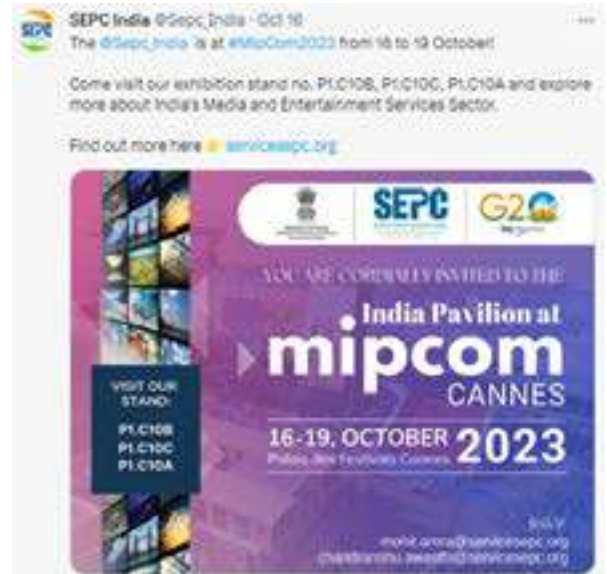 SEPC India @Sepc_India · Oct 16
The @Sepc_India is at #MipCom2023 from 16 to 19 October!
Come visit our exhibition stand no. P1.C10B, P1.C10C, P1.C10A and explore
more about India's Media and Entertainment Services Sector.
Find out more here servicesepc.org
SEPC
G20
YOU ARE CORDIALLY INVITED TO THE
India Pavilion at
mipcom
CANNES
VISIT OUR
STAND:
P1.C10B
P1.C10C
P1.C10A
16-19, OCTOBER 2023
Palais des Festivals Cannes
R.S.V.P
mohit.amra@servicesepc.org